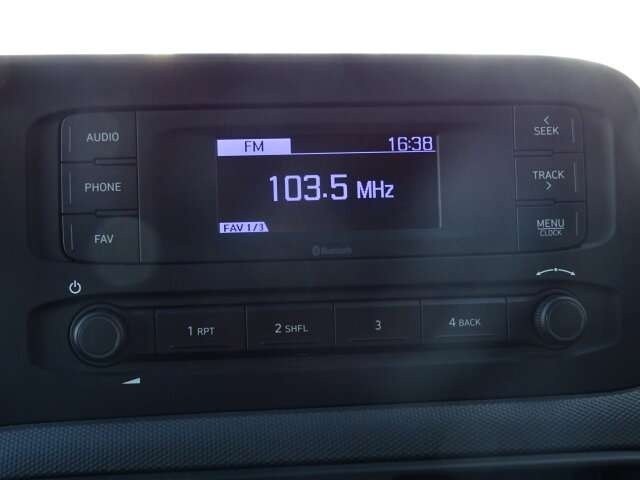 AUDIO
PHONE
FAV
FM 16:38
103.5 MHz
FAV 1/3
Bluetooth
SEEK
TRACK
MENU
CLOCK
1 RPT
2 SHFL
3
4 BACK